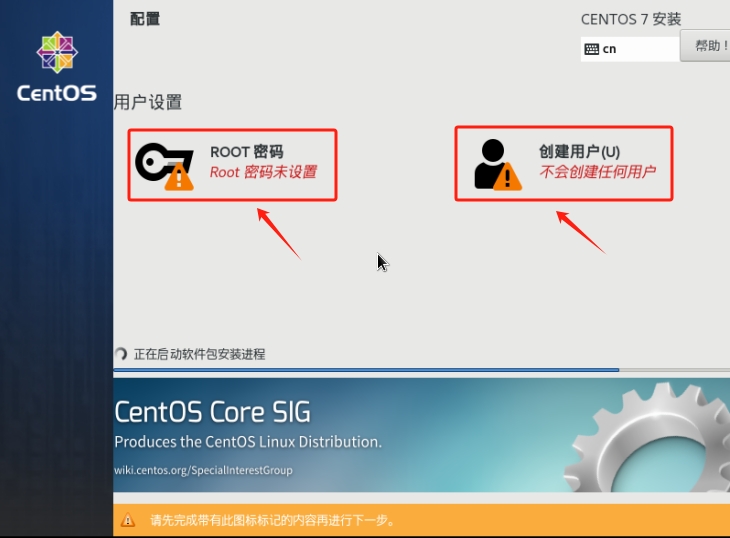 配置
CENTOS 7 安装
cn
帮助！
CentOS
用户设置
ROOT 密码
Root 密码未设置
创建用户(U)
不会创建任何用户
正在启动软件包安装进程
CentOS Core SIG
Produces the CentOS Linux Distribution.
wiki.centos.org/SpecialInterestGroup
请先完成带有此图标标记的内容再进行下一步。